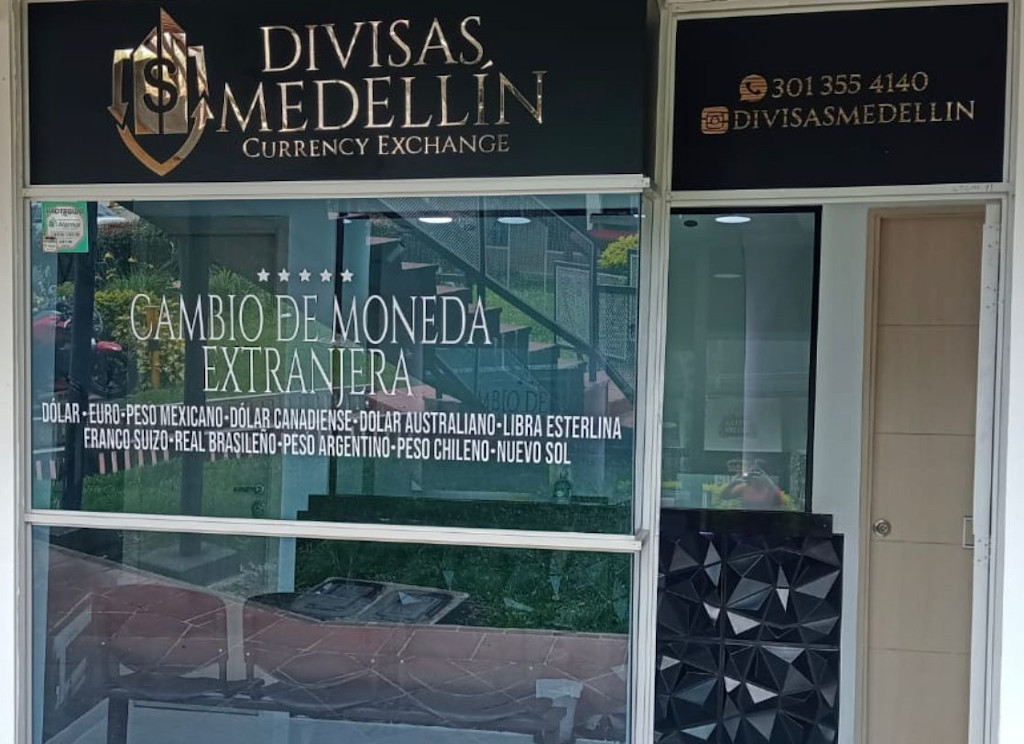 DIVISAS
MEDELLÍN
CURRENCY EXCHANGE
301 355 4140
DIVISASMEDELLIN
CAMBIO DE MONEDA
EXTRANJERA
DÓLAR • EURO • PESO MEXICANO • DÓLAR CANADIENSE • DOLAR AUSTRALIANO • LIBRA ESTERLINA
FRANCO SUIZO • REAL BRASILEÑO • PESO ARGENTINO • PESO CHILENO • NUEVO SOL